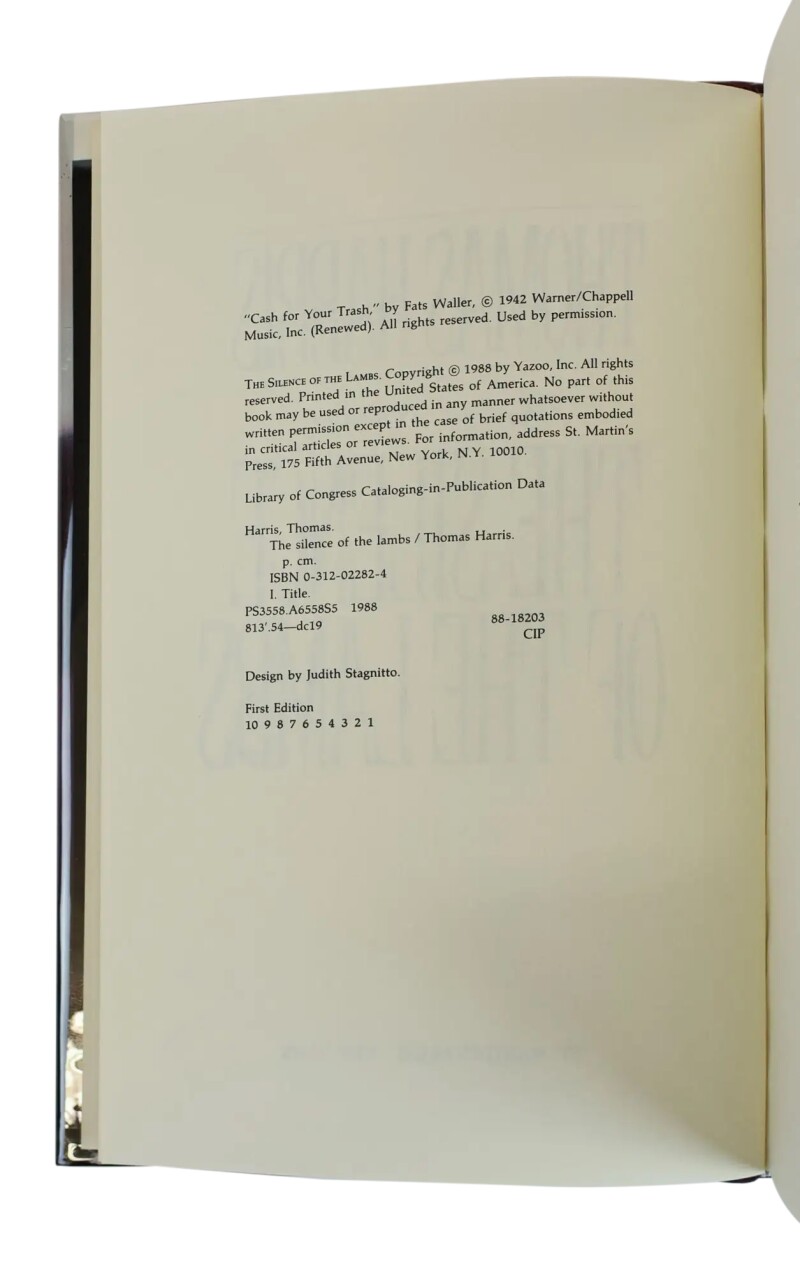 "Cash for Your Trash," by Fats Waller, © 1942 Warner/Chappell
Music, Inc. (Renewed). All rights reserved. Used by permission.
THE SILENCE OF THE LAMBS. Copyright © 1988 by Yazoo, Inc. All rights
reserved. Printed in the United States of America. No part of this
book may be used or reproduced in any manner whatsoever without
written permission except in the case of brief quotations embodied
in critical articles or reviews. For information, address St. Martin's
Press, 175 Fifth Avenue, New York, N.Y. 10010.
Library of Congress Cataloging-in-Publication Data
Harris, Thomas.
The silence of the lambs / Thomas Harris.
p. cm.
ISBN 0-312-02282-4
I. Title.
PS3558.A6558S5 1988
813'.54—dc19 88-18203
CIP
Design by Judith Stagnitto.
First Edition
10 9 8 7 6 5 4 3 2 1